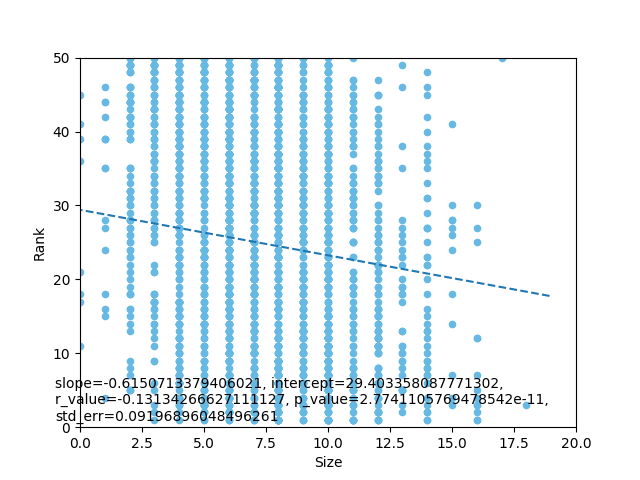 50
40
30
20
10
0
Rank
slope=-0.6150713379406021, intercept=29.403358087771302,
r_value=-0.13134266627111127, p_value=2.7741105769478542e-11,
std_err=0.09196896048496261
0.0 2.5 5.0 7.5 10.0 12.5 15.0 17.5 20.0
Size